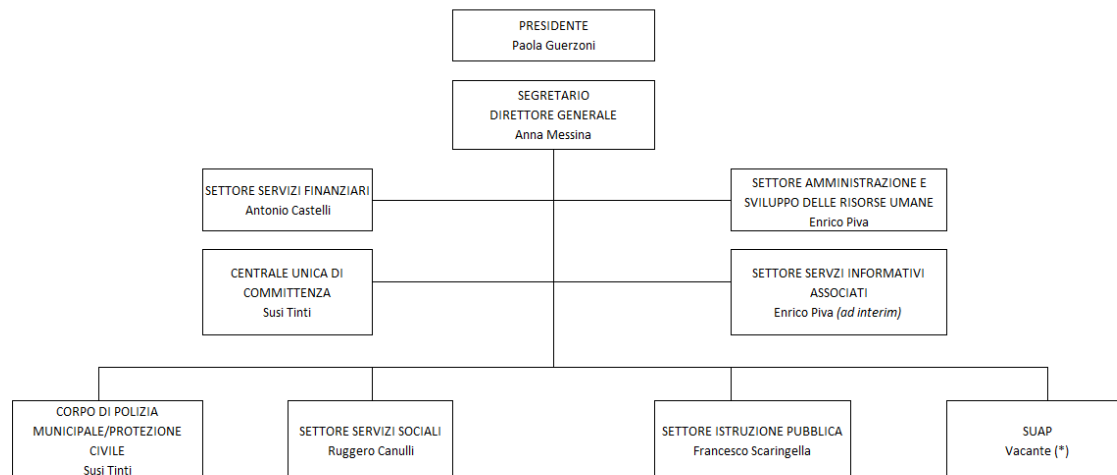 PRESIDENTE
Paola Guerzoni
SEGRETARIO
DIRETTORE GENERALE
Anna Messina
SETTORE SERVIZI FINANZIARI
Antonio Castelli
SETTORE AMMINISTRAZIONE E
SVILUPPO DELLE RISORSE UMANE
Enrico Piva
CENTRALE UNICA DI
COMMITTENZA
Susi Tinti
SETTORE SERVZI INFORMATIVI
ASSOCIATI
Enrico Piva (ad interim)
CORPO DI POLIZIA
MUNICIPALE/PROTEZIONE
CIVILE
Susi Tinti
SETTORE SERVIZI SOCIALI
Ruggero Canulli
SETTORE ISTRUZIONE PUBBLICA
Francesco Scaringella
SUAP
Vacante (*)